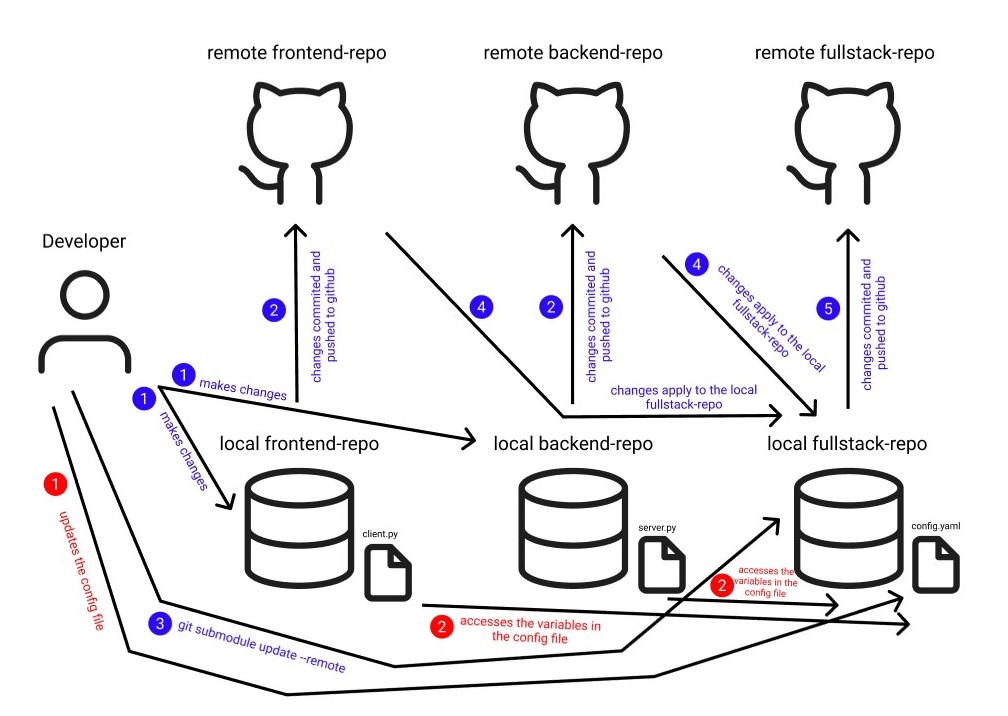 remote frontend-repo
remote backend-repo
remote fullstack-repo
Developer
2
changes commited and
pushed to github
4
2
changes commited and
pushed to github
4
changes apply to the local
fullstack-repo
5
changes commited and
pushed to github
1
makes changes
1
makes changes
changes apply to the local
fullstack-repo
local frontend-repo
local backend-repo
local fullstack-repo
1
updates the config file
client.py
server.py
config.yaml
2
accesses the
variables in the
config file
2
accesses the variables in
the config file
3
git submodule update --remote